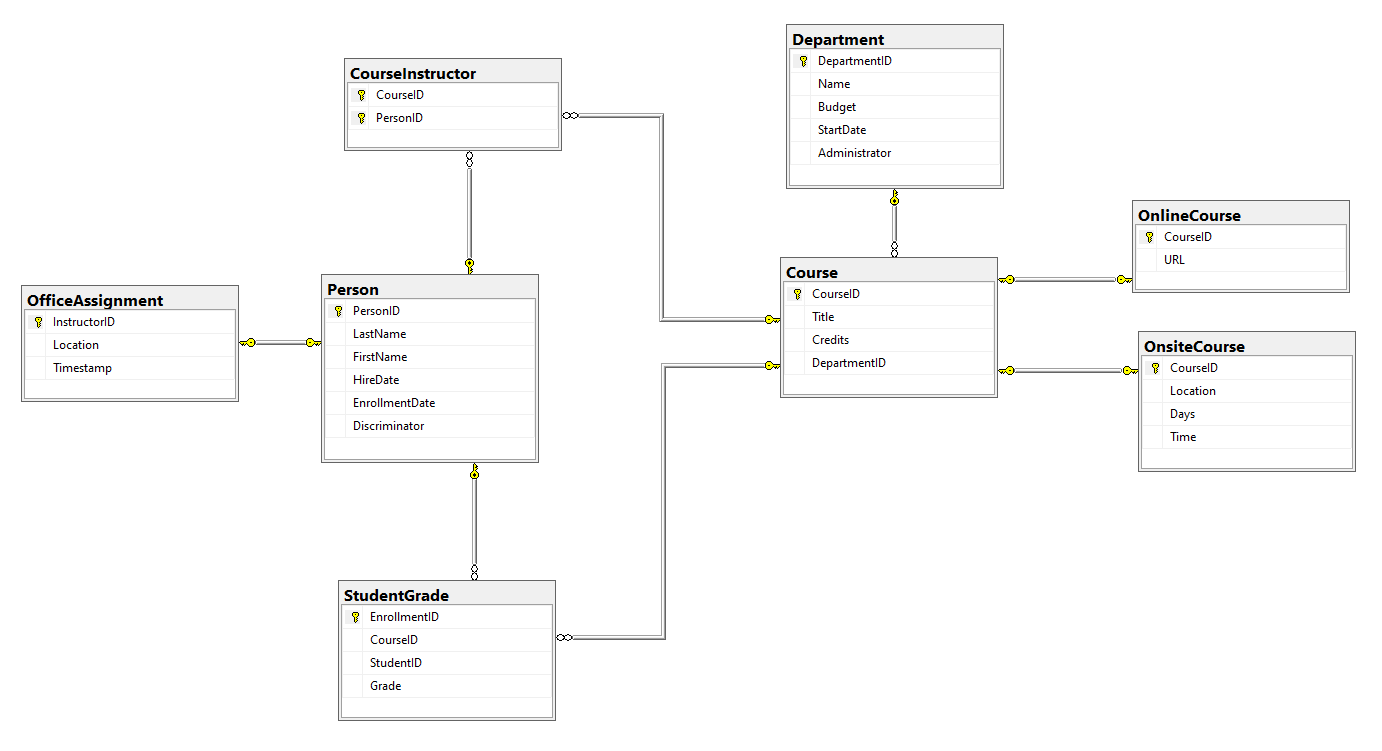 Department
DepartmentID
Name
Budget
StartDate
Administrator
CourseInstructor
CourseID
PersonID
OnlineCourse
CourseID
URL
Course
CourseID
Title
Credits
DepartmentID
Person
PersonID
LastName
FirstName
HireDate
EnrollmentDate
Discriminator
OfficeAssignment
InstructorID
Location
Timestamp
OnsiteCourse
CourseID
Location
Days
Time
StudentGrade
EnrollmentID
CourseID
StudentID
Grade